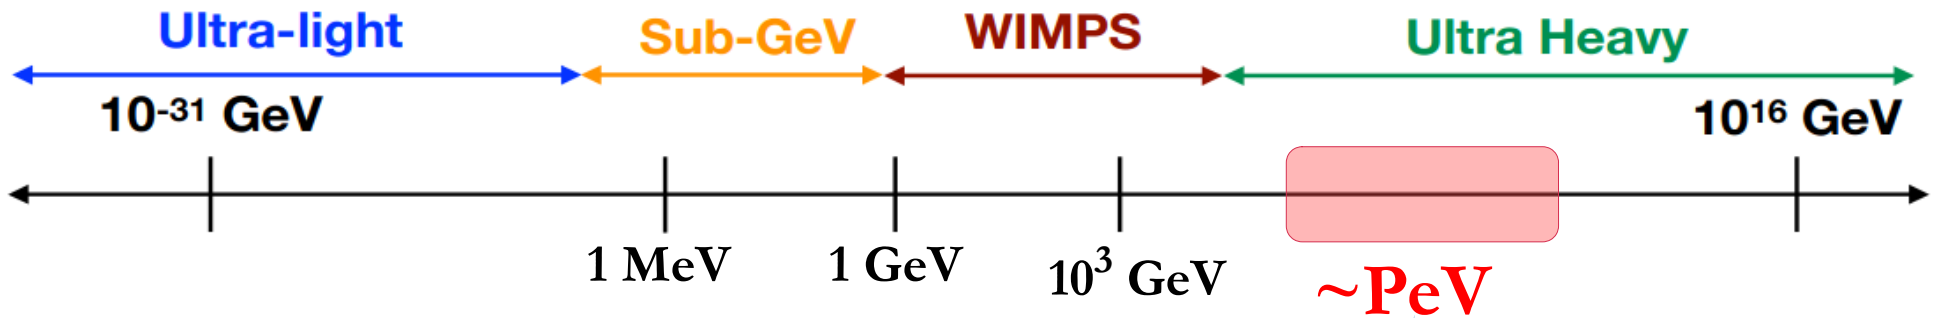 Ultra-light Sub-GeV WIMPS Ultra Heavy
10⁻³¹ GeV 10¹⁶ GeV
1 MeV 1 GeV 10³ GeV ~PeV